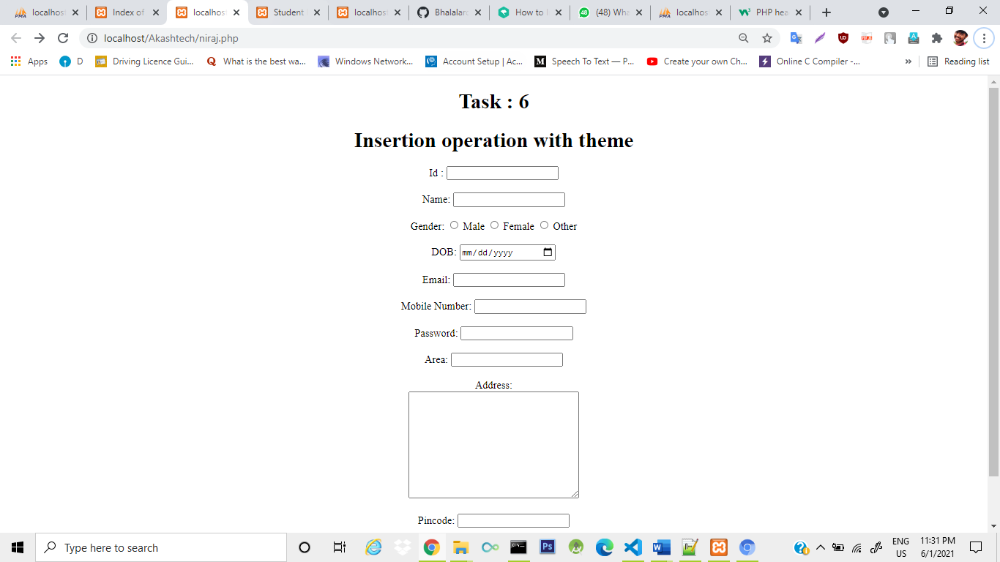 localhos
Index of
localhos
Student
localhos
Bhalalar
How to
(48) Wha
localhos
PHP hea
localhost/Akashtech/niraj.php
Apps
D
Driving Licence Gui...
What is the best wa...
Windows Network...
Account Setup | Ac...
Speech To Text — P...
Create your own Ch...
Online C Compiler -...
»
Reading list
Task : 6
Insertion operation with theme
Id :
Name:
Gender: Male Female Other
DOB: mm/dd/yyyy
Email:
Mobile Number:
Password:
Area:
Address:
Pincode:
Type here to search
ENG
US
11:31 PM
6/1/2021